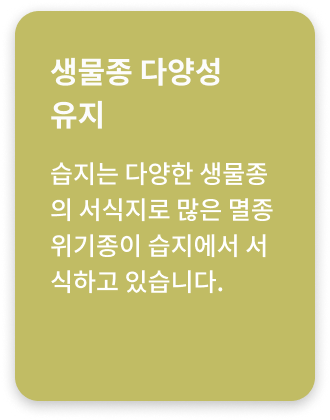 생물종 다양성
유지
습지는 다양한 생물종
의 서식지로 많은 멸종
위기종이 습지에서 서
식하고 있습니다.